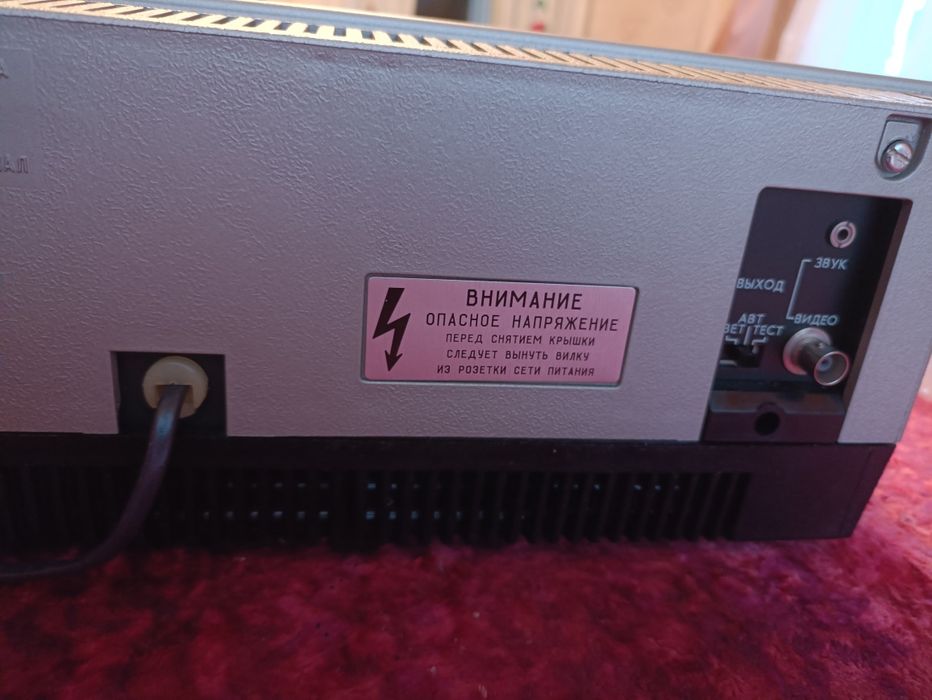 ВНИМАНИЕ
ОПАСНОЕ НАПРЯЖЕНИЕ
ПЕРЕД СНЯТИЕМ КРЫШКИ
СЛЕДУЕТ ВЫНУТЬ ВИЛКУ
ИЗ РОЗЕТКИ СЕТИ ПИТАНИЯ
ЗВУК
ВЫХОД
ВИДЕО
АВТ
ТЕСТ